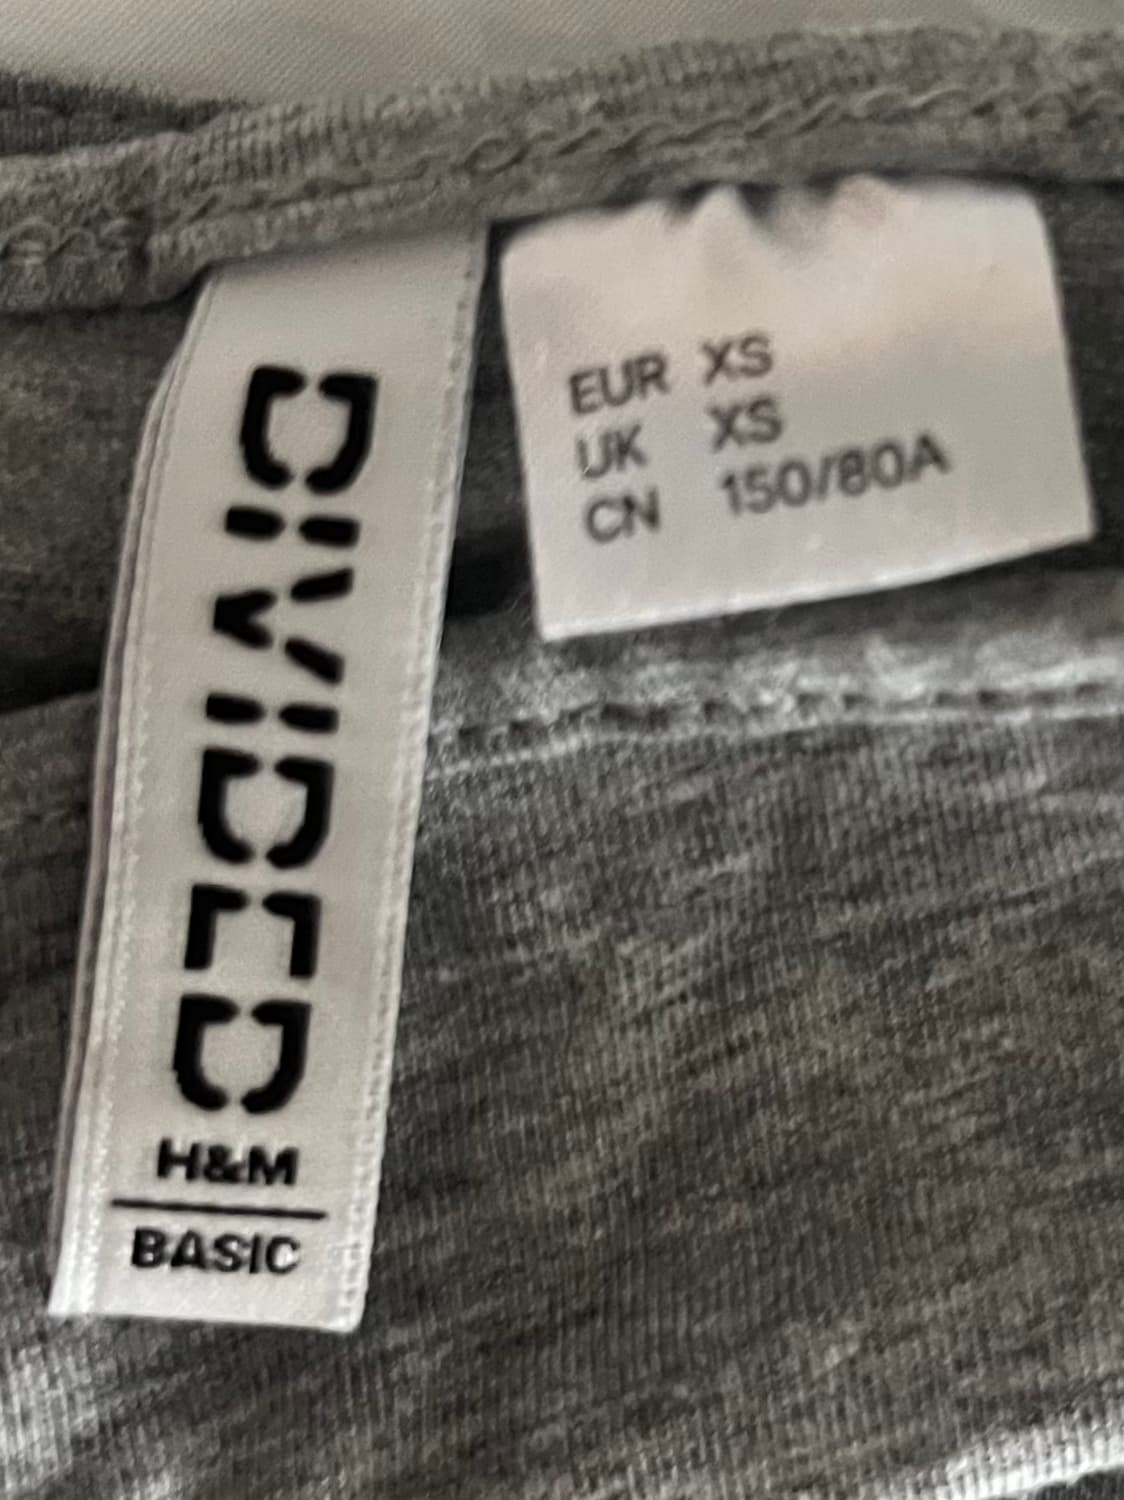 DIVIDED
H&M
BASIC
EUR XS
UK XS
CN 150/80A